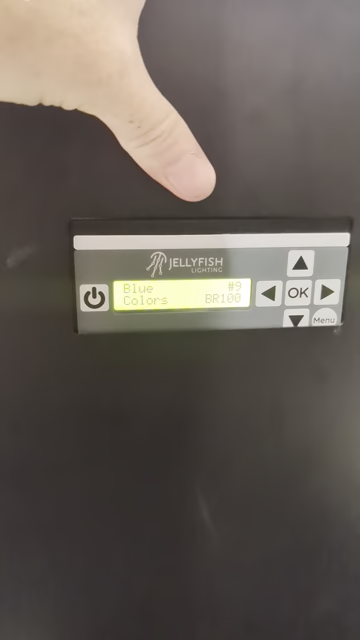 JELLYFISH
LIGHTING
Blue #9
Colors BR100
OK
Menu